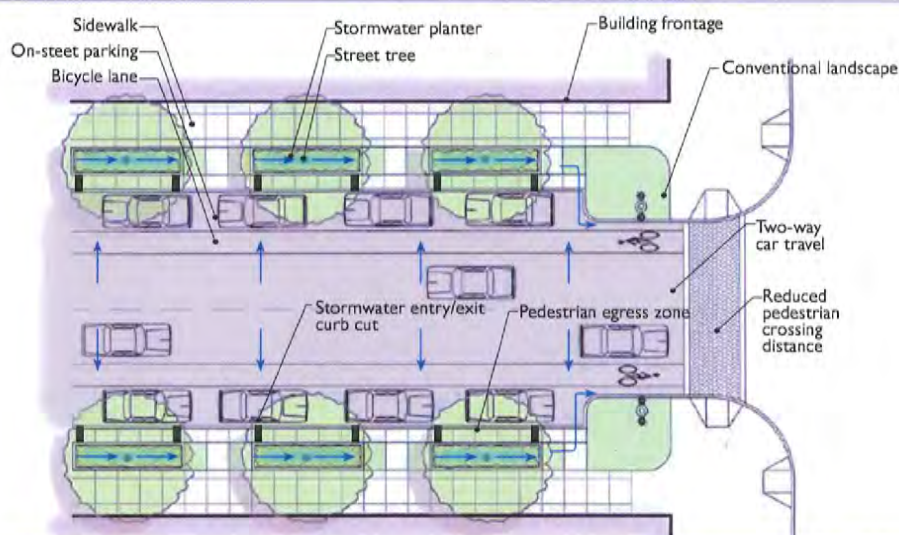 Sidewalk
On-steet parking
Bicycle lane
Stormwater planter
Street tree
Building frontage
Conventional landscape
Two-way
car travel
Reduced
pedestrian
crossing
distance
Stormwater entry/exit
curb cut
Pedestrian egress zone